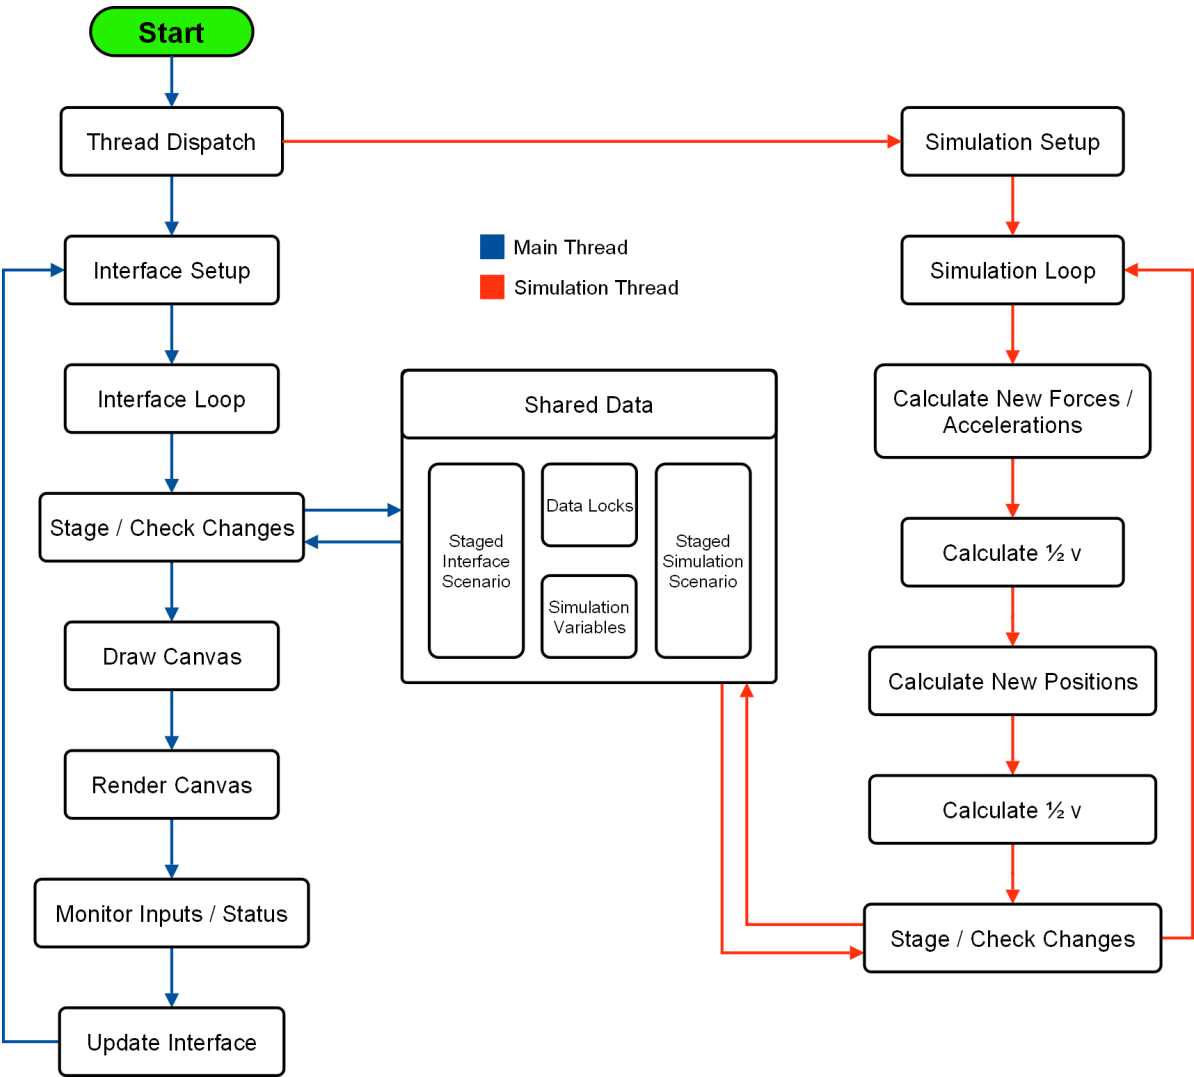 Start
Thread Dispatch
Simulation Setup
Interface Setup
Main Thread
Simulation Thread
Simulation Loop
Interface Loop
Shared Data
Calculate New Forces /
Accelerations
Stage / Check Changes
Staged
Interface
Scenario
Data Locks
Simulation
Variables
Staged
Simulation
Scenario
Calculate ½ v
Draw Canvas
Calculate New Positions
Render Canvas
Calculate ½ v
Monitor Inputs / Status
Stage / Check Changes
Update Interface